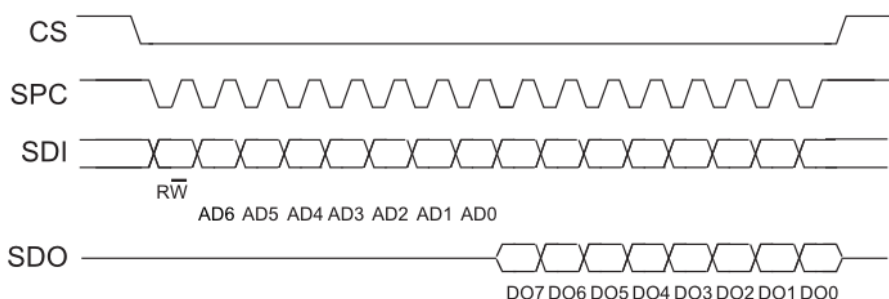 CS
SPC
SDI
RW
AD6 AD5 AD4 AD3 AD2 AD1 AD0
SDO
DO7 DO6 DO5 DO4 DO3 DO2 DO1 DO0